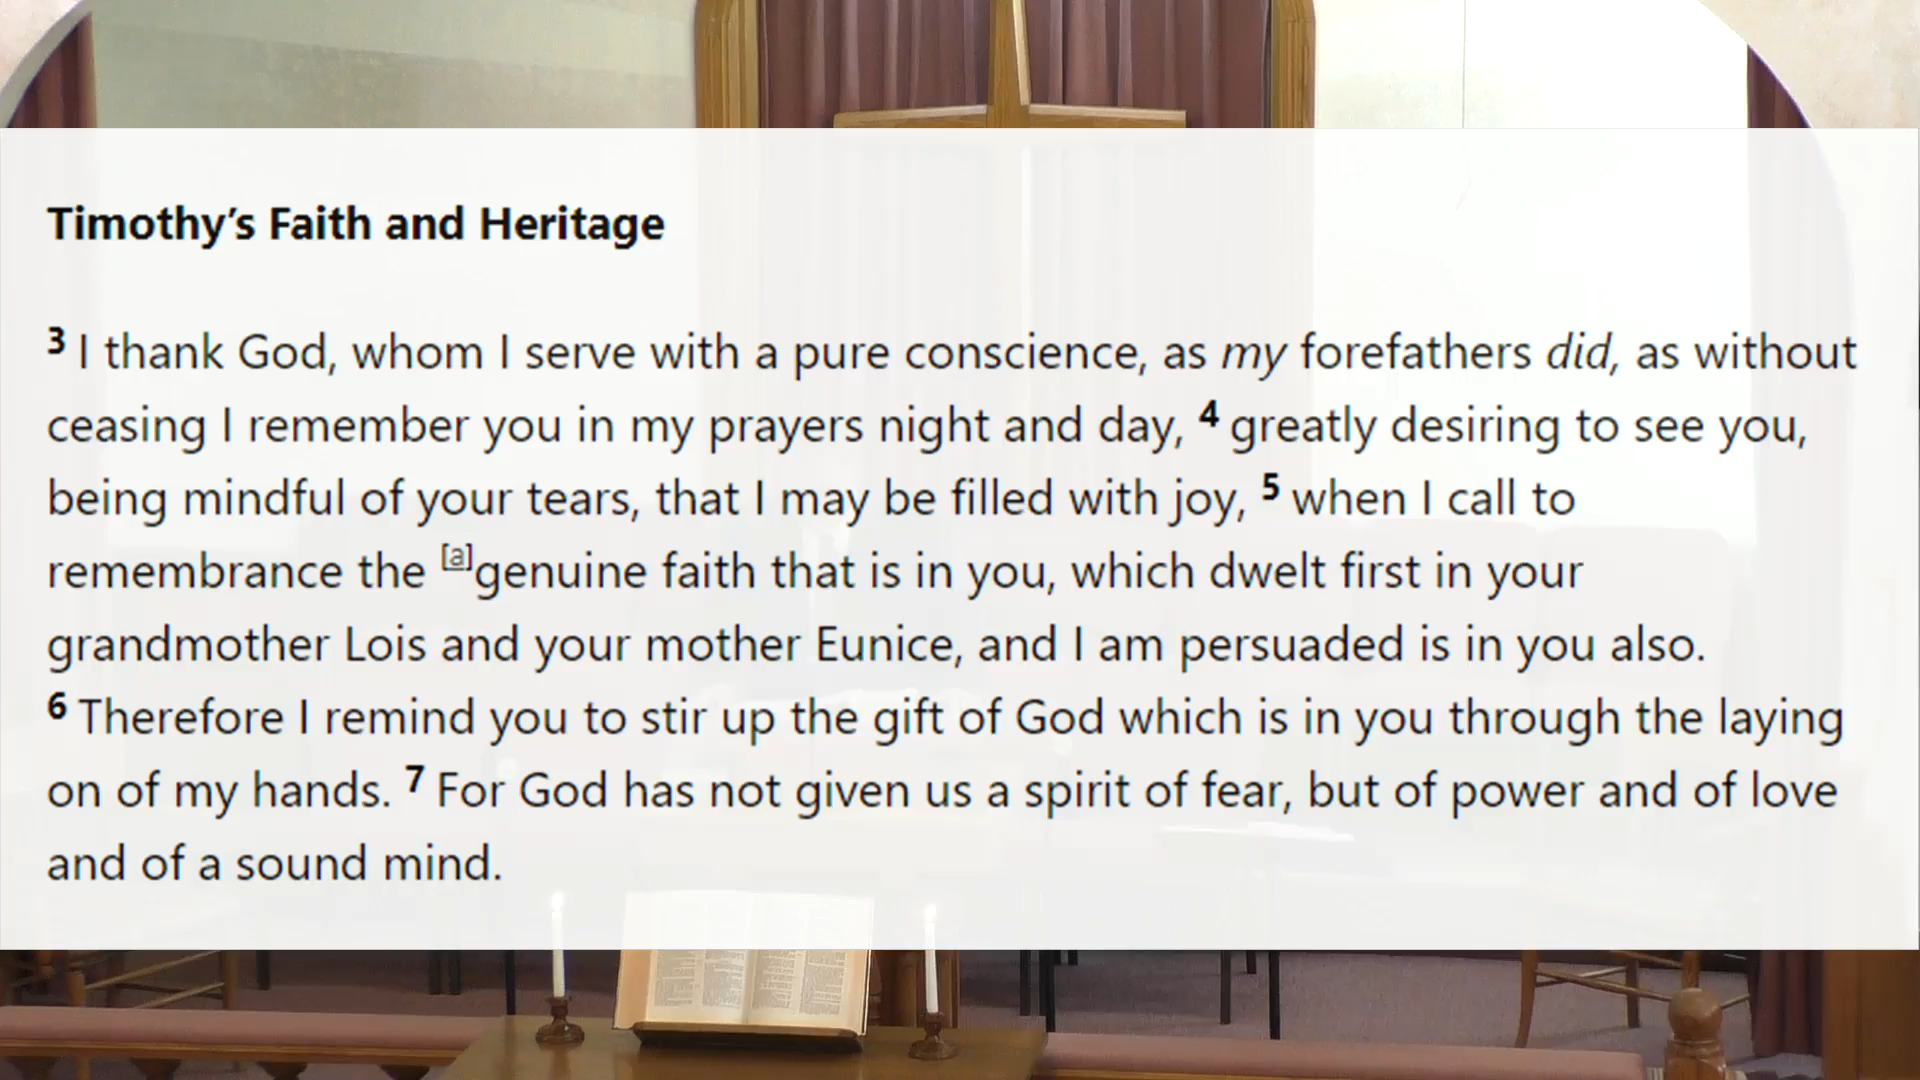 Timothy’s Faith and Heritage
3 I thank God, whom I serve with a pure conscience, as my forefathers did, as without
ceasing I remember you in my prayers night and day, 4 greatly desiring to see you,
being mindful of your tears, that I may be filled with joy, 5 when I call to
remembrance the [a]genuine faith that is in you, which dwelt first in your
grandmother Lois and your mother Eunice, and I am persuaded is in you also.
6 Therefore I remind you to stir up the gift of God which is in you through the laying
on of my hands. 7 For God has not given us a spirit of fear, but of power and of love
and of a sound mind.